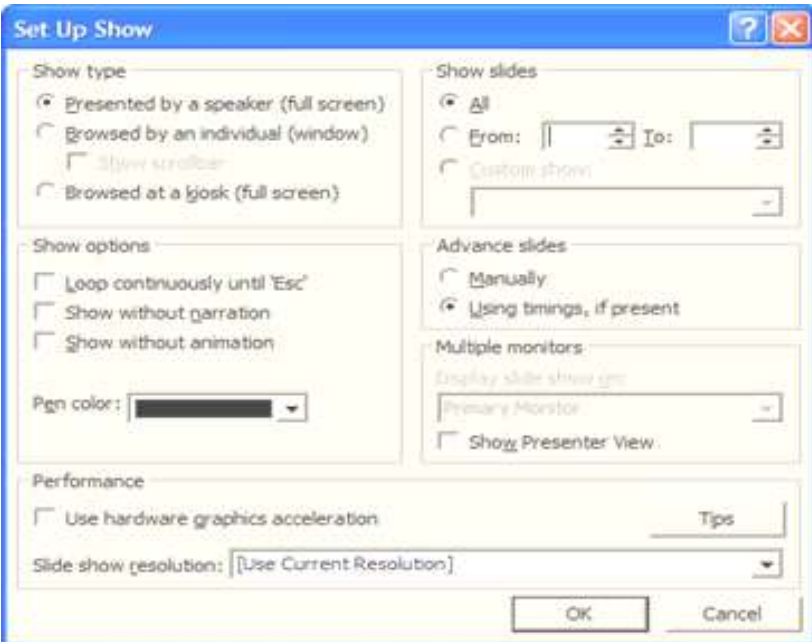 Set Up Show
Show type
Presented by a speaker (full screen)
Browsed by an individual (window)
Show scrollbar
Browsed at a kiosk (full screen)
Show slides
All
From: To:
Custom show:
Show options
Loop continuously until 'Esc'
Show without narration
Show without animation
Pen color:
Advance slides
Manually
Using timings, if present
Multiple monitors
Display slide show on:
Primary Monitor
Show Presenter View
Performance
Use hardware graphics acceleration
Tips
Slide show resolution: [Use Current Resolution]
OK Cancel